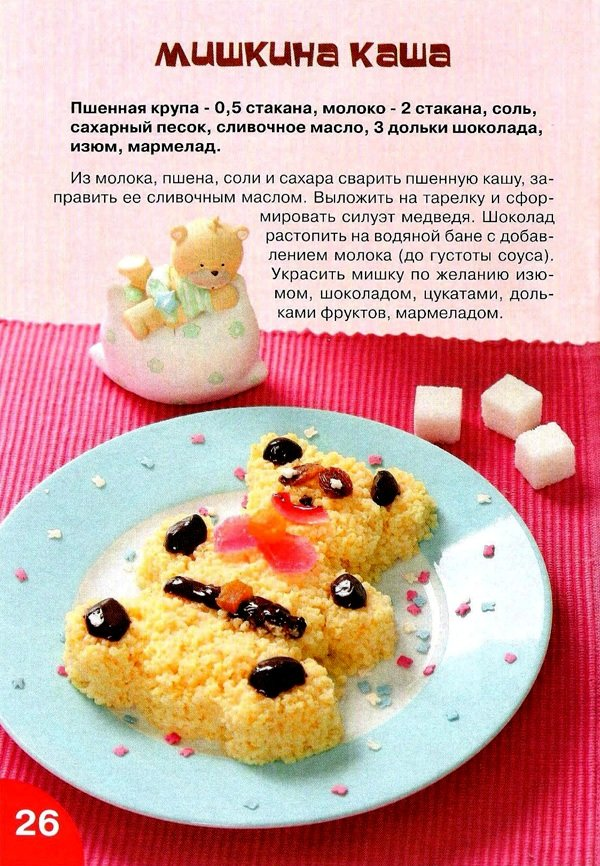 МИШКИНА КАША
Пшенная крупа - 0,5 стакана, молоко - 2 стакана, соль,
сахарный песок, сливочное масло, 3 дольки шоколада,
изюм, мармелад.
Из молока, пшена, соли и сахара сварить пшенную кашу, за-
править ее сливочным маслом. Выложить на тарелку и сфор-
мировать силуэт медведя. Шоколад
растопить на водяной бане с добав-
лением молока (до густоты соуса).
Украсить мишку по желанию изю-
мом, шоколадом, цукатами, доль-
ками фруктов, мармеладом.
26